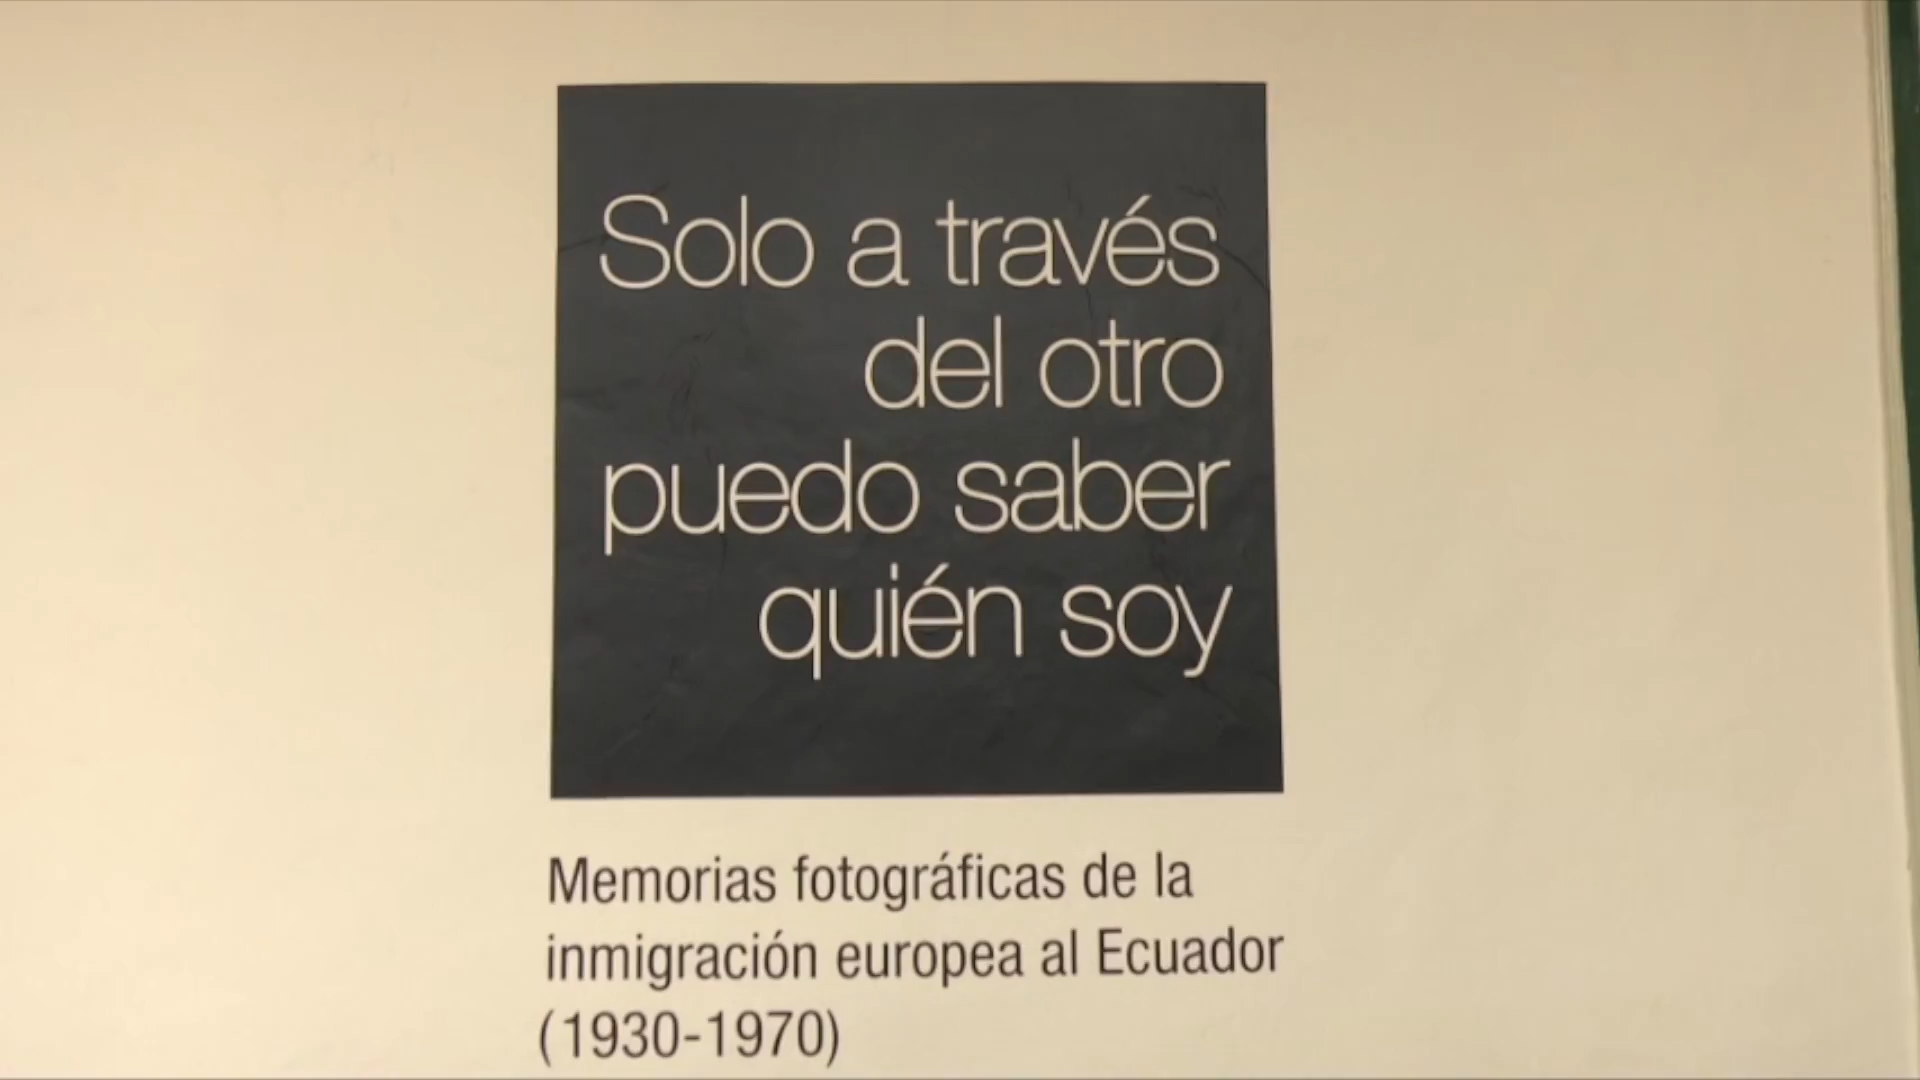 Solo a través
del otro
puedo saber
quién soy
Memorias fotográficas de la
inmigración europea al Ecuador
(1930-1970)